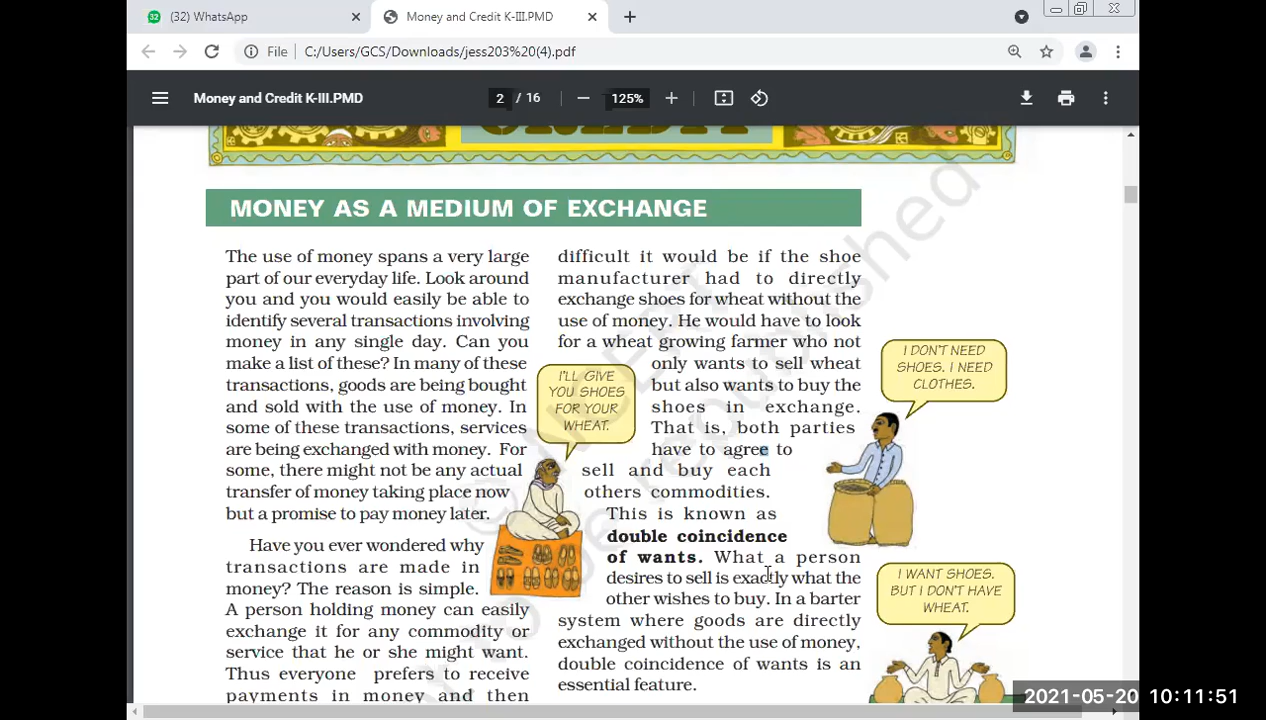 (32) WhatsApp
Money and Credit K-III.PMD
File
C:/Users/GCS/Downloads/jess203%20(4).pdf
Money and Credit K-III.PMD
2 / 16
125%
MONEY AS A MEDIUM OF EXCHANGE
The use of money spans a very large
part of our everyday life. Look around
you and you would easily be able to
identify several transactions involving
money in any single day. Can you
make a list of these? In many of these
transactions, goods are being bought
and sold with the use of money. In
some of these transactions, services
are being exchanged with money. For
some, there might not be any actual
transfer of money taking place now
but a promise to pay money later.
Have you ever wondered why
transactions are made in
money? The reason is simple.
A person holding money can easily
exchange it for any commodity or
service that he or she might want.
Thus everyone prefers to receive
payments in money and then
I'LL GIVE
YOU SHOES
FOR YOUR
WHEAT.
difficult it would be if the shoe
manufacturer had to directly
exchange shoes for wheat without the
use of money. He would have to look
for a wheat growing farmer who not
only wants to sell wheat
but also wants to buy the
shoes in exchange.
That is, both parties
have to agree to
sell and buy each
others commodities.
This is known as
double coincidence
of wants. What a person
desires to sell is exactly what the
other wishes to buy. In a barter
system where goods are directly
exchanged without the use of money,
double coincidence of wants is an
essential feature.
I DON'T NEED
SHOES. I NEED
CLOTHES.
I WANT SHOES.
BUT I DON'T HAVE
WHEAT.
2021-05-20 10:11:51